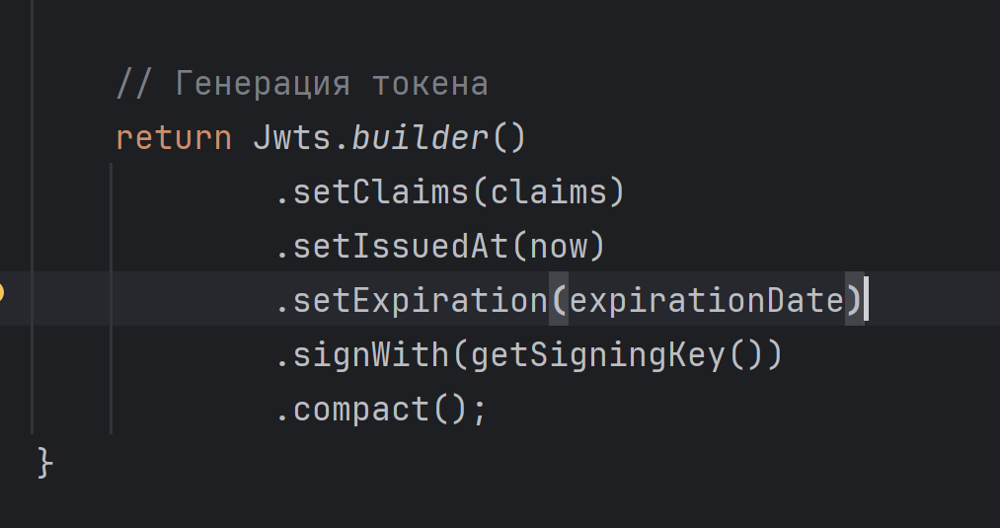 // Генерация токена
return Jwts.builder()
.setClaims(claims)
.setIssuedAt(now)
.setExpiration(expirationDate)
.signWith(getSigningKey())
.compact();
}